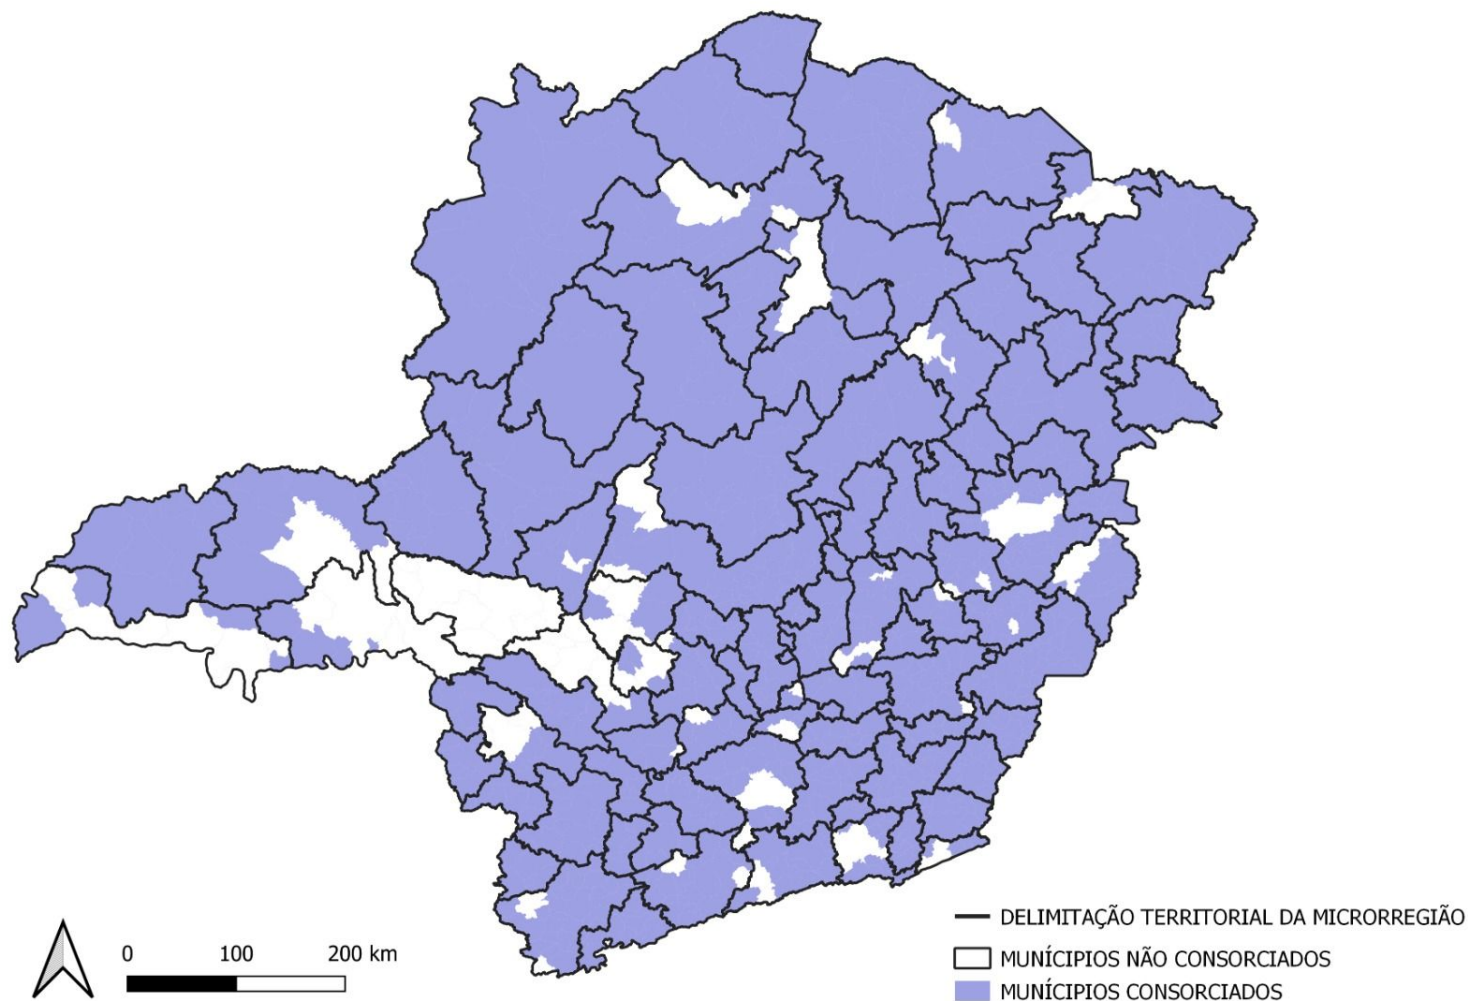 0 100 200 km
DELIMITAÇÃO TERRITORIAL DA MICRORREGIÃO
MUNÍCIPIOS NÃO CONSORCIADOS
MUNÍCIPIOS CONSORCIADOS